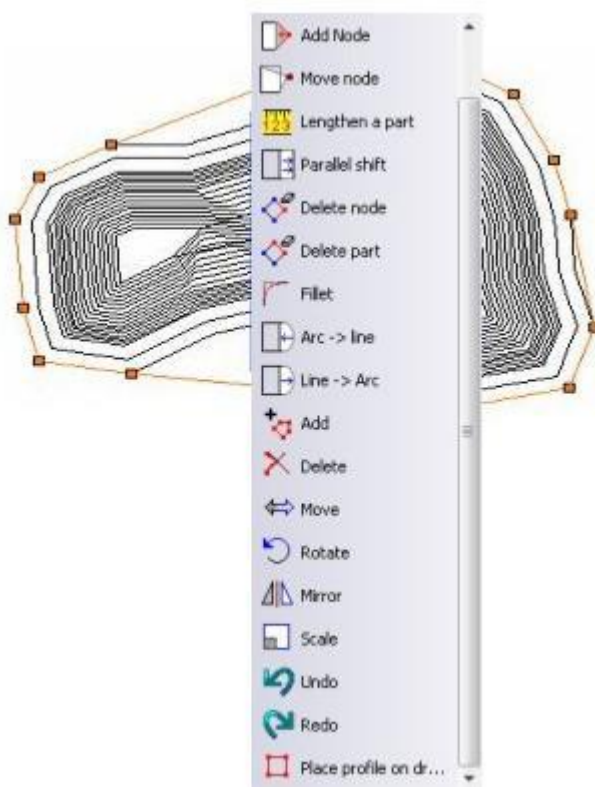 Add Node
Move node
123
Lengthen a part
Parallel shift
Delete node
Delete part
Fillet
Arc -> line
Line -> Arc
Add
Delete
Move
Rotate
Mirror
Scale
Undo
Redo
Place profile on dr...